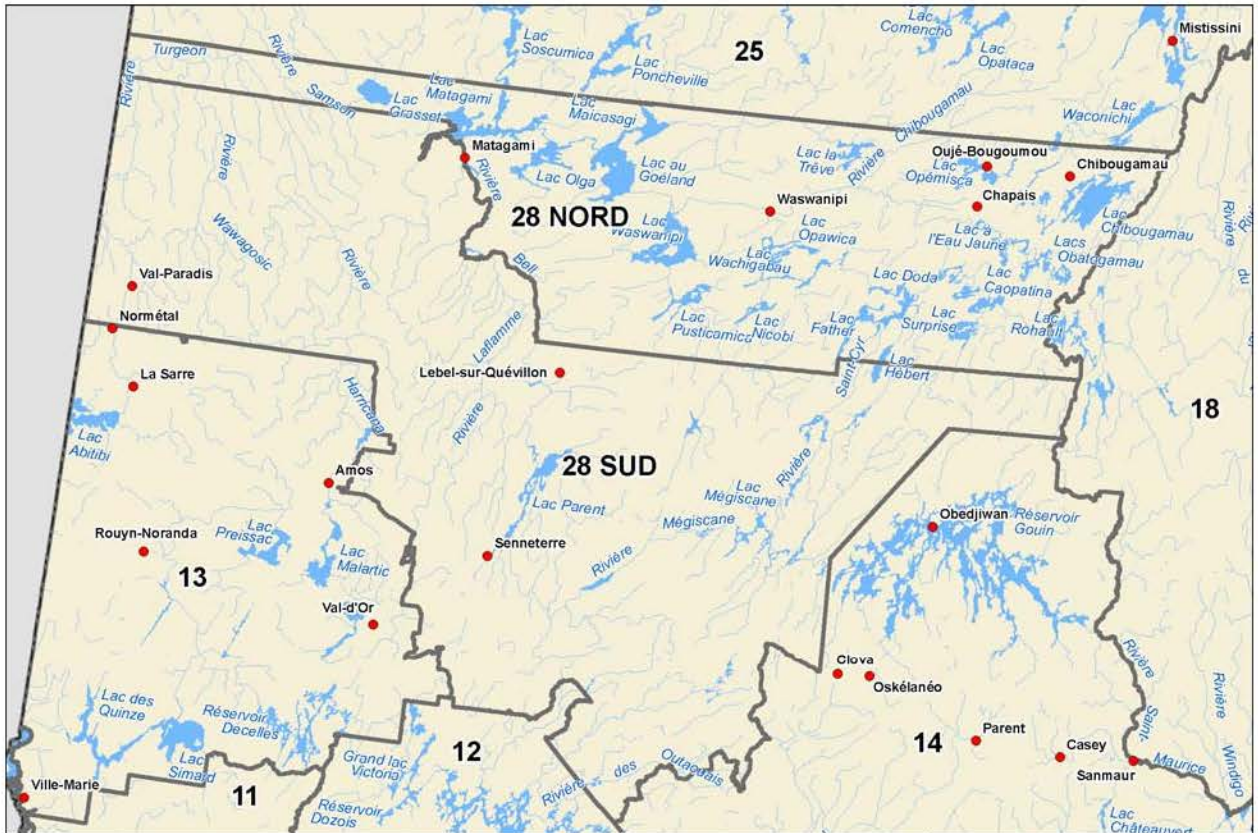 Mistissini
Lac
Comencho
Lac
Soscumica
25
Lac
Opataca
Turgeon
Rivière
Lac
Poncheville
Rivière
Samson
Lac
Matagami
Lac
Grasset
Lac
Maicasagi
Chibougamau
Lac
Waconichi
Matagami
Rivière
Lac Olga
Lac au
Goéland
Lac la
Trêve
Rivière
Oujé-Bougoumou
Lac
Opémisca
Chibougamau
Chapais
Rivière
28 NORD
Waswanipi
Lac
Waswanipi
Lac
Opawica
Lac à
l'Eau Jaune
Lac
Chibougamau
Lacs
Obatogamau
Rivière
du
Wawagosic
Rivière
Bell
Lac
Wachigabau
Lac Doda
Lac
Caopatina
Val-Paradis
Normétal
Lac
Pusticamica
Lac
Nicobi
Lac
Father
Lac
Surprise
Lac
Rohault
Laflamme
Rivière
Lebel-sur-Quévillon
Saint-Cyr
Lac
Hébert
La Sarre
Harricana
Lac
Abitibi
18
28 SUD
Amos
Lac Parent
Lac
Mégiscane
Rivière
Mégiscane
Rivière
Obedjiwan
Réservoir
Gouin
Rouyn-Noranda
Lac
Preissac
Lac
Malartic
Senneterre
13
Val-d'Or
Clova
Oskélanéo
Rivière
Saint-
Maurice
Rivière
Windigo
Lac des
Quinze
Réservoir
Decelles
Lac
Simard
12
Grand lac
Victoria
Rivière des Outaouais
14
Parent
Casey
Sanmaur
Ville-Marie
11
Réservoir
Dozois
Lac
Châteauvert